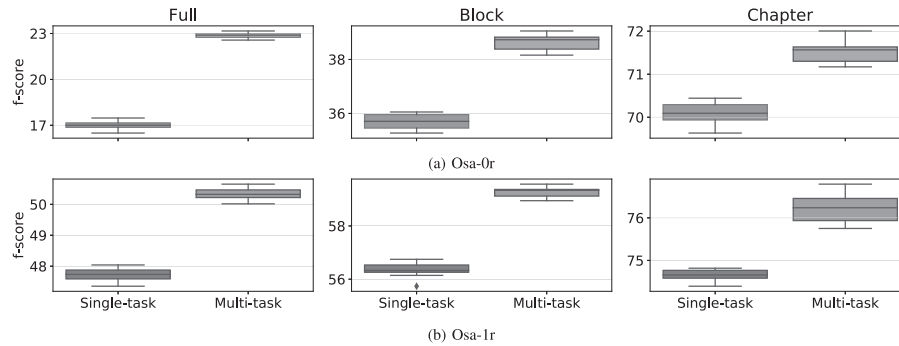 Full Block Chapter
f-score
23
20
17
38
36
72
71
70
(a) Osa-0r
f-score
50
49
48
58
56
76
75
Single-task Multi-task Single-task Multi-task Single-task Multi-task
(b) Osa-1r